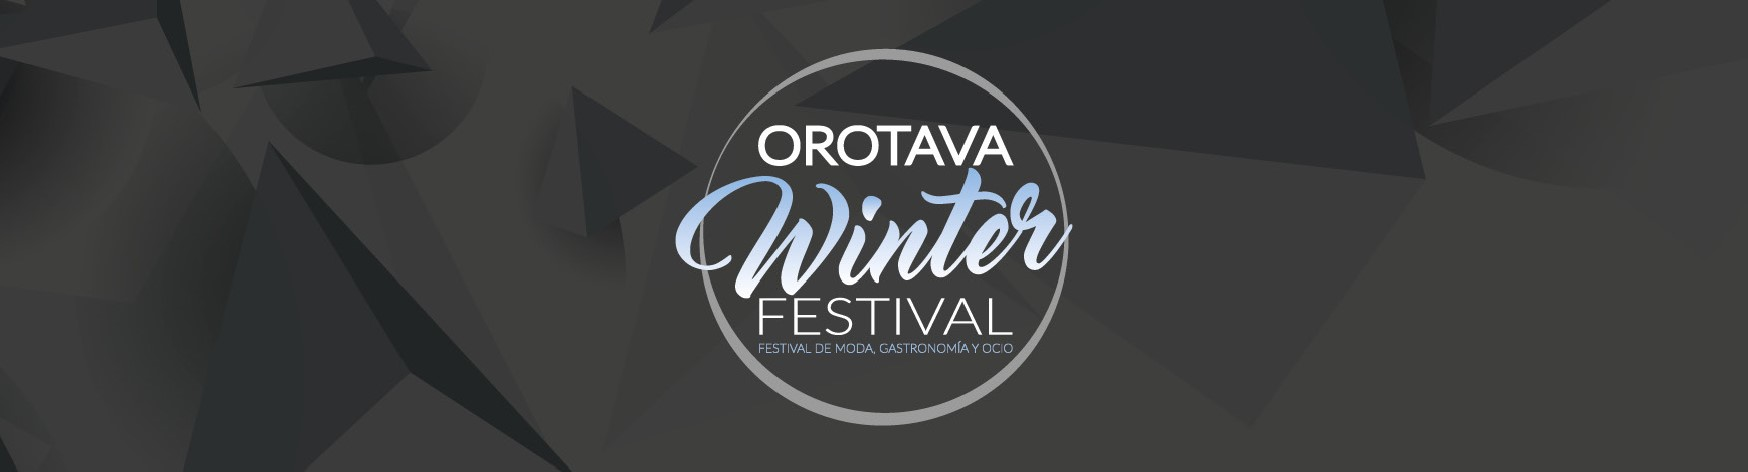 OROTAVA
Winter
FESTIVAL
FESTIVAL DE MODA, GASTRONOMÍA Y OCIO